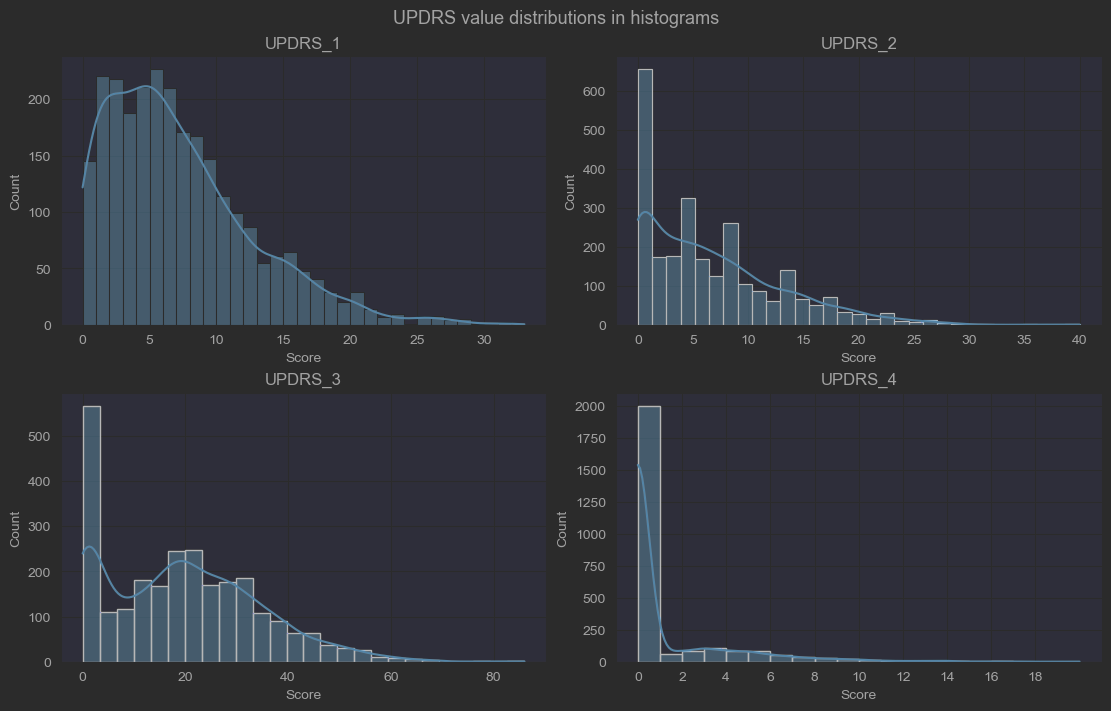 UPDRS value distributions in histograms
UPDRS_1
UPDRS_2
Count
200
150
100
50
0
0 5 10 15 20 25 30
Score
Count
600
500
400
300
200
100
0
0 5 10 15 20 25 30 35 40
Score
UPDRS_3
UPDRS_4
Count
500
400
300
200
100
0
0 20 40 60 80
Score
Count
2000
1750
1500
1250
1000
750
500
250
0
0 2 4 6 8 10 12 14 16 18
Score